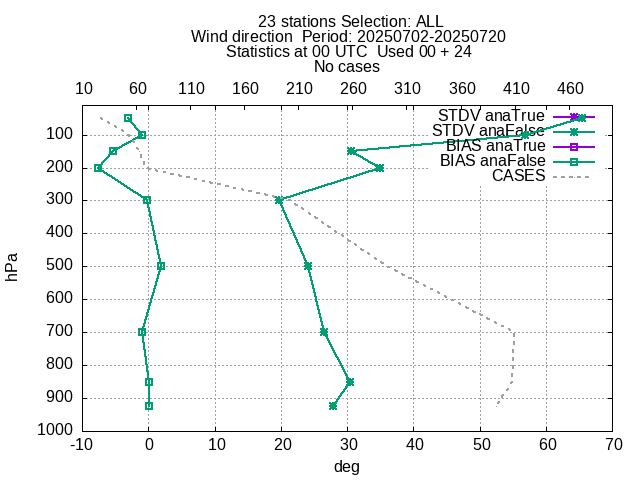 23 stations Selection: ALL
Wind direction  Period: 20250702-20250720
Statistics at 00 UTC  Used 00 + 24
No cases
10 60 110 160 210 260 310 360 410 460
STDV anaTrue
STDV anaFalse
BIAS anaTrue
BIAS anaFalse
CASES
100
200
300
400
500
600
700
800
900
1000
hPa
-10 0 10 20 30 40 50 60 70
deg